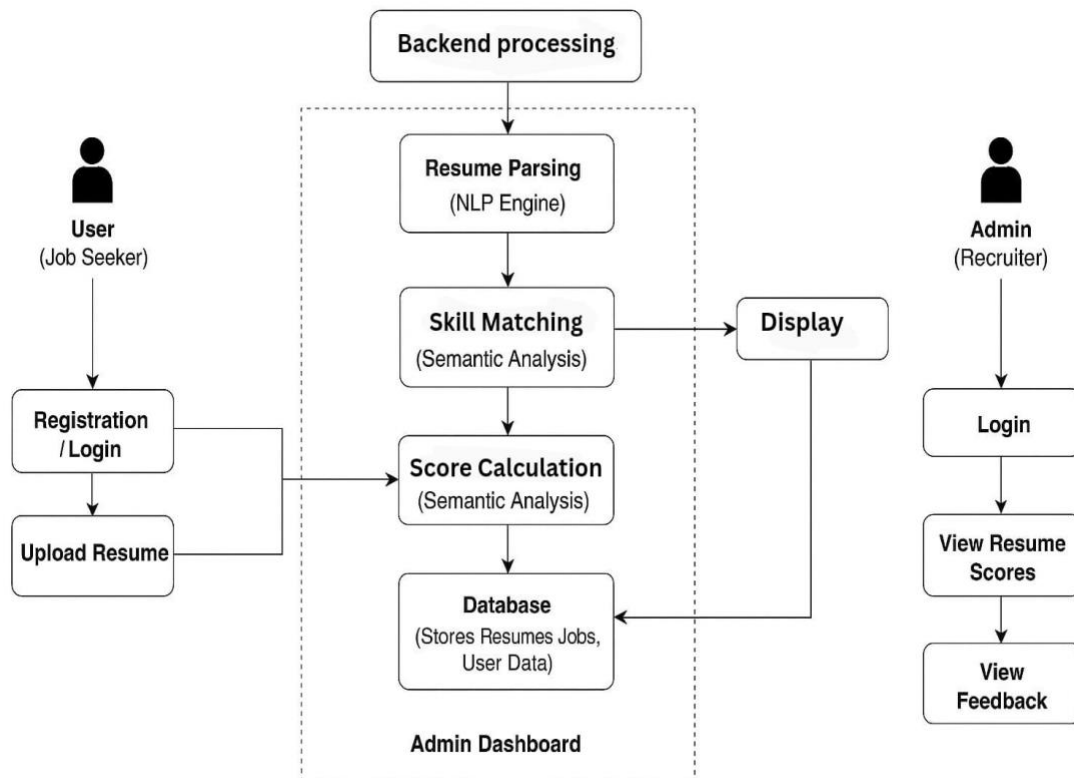 Backend processing
Resume Parsing
(NLP Engine)
User
(Job Seeker)
Admin
(Recruiter)
Skill Matching
(Semantic Analysis)
Display
Registration
/ Login
Login
Score Calculation
(Semantic Analysis)
Upload Resume
View Resume
Scores
Database
(Stores Resumes Jobs,
User Data)
View
Feedback
Admin Dashboard